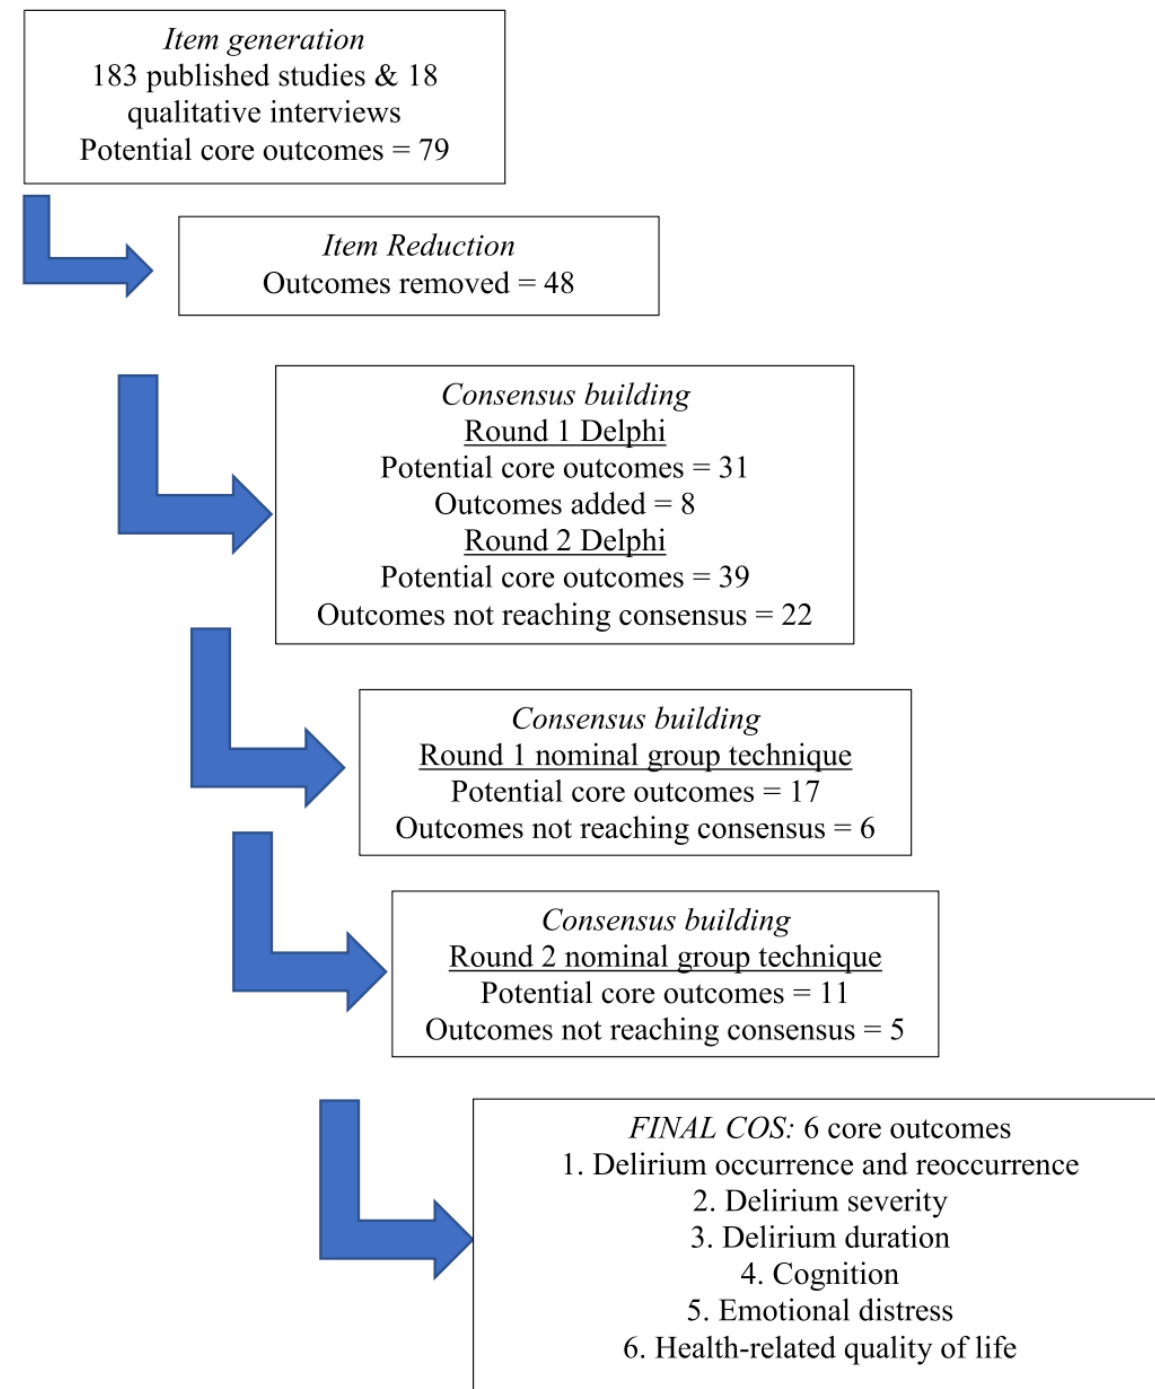 Item generation
183 published studies & 18
qualitative interviews
Potential core outcomes = 79
Item Reduction
Outcomes removed = 48
Consensus building
Round 1 Delphi
Potential core outcomes = 31
Outcomes added = 8
Round 2 Delphi
Potential core outcomes = 39
Outcomes not reaching consensus = 22
Consensus building
Round 1 nominal group technique
Potential core outcomes = 17
Outcomes not reaching consensus = 6
Consensus building
Round 2 nominal group technique
Potential core outcomes = 11
Outcomes not reaching consensus = 5
FINAL COS: 6 core outcomes
1. Delirium occurrence and reoccurrence
2. Delirium severity
3. Delirium duration
4. Cognition
5. Emotional distress
6. Health-related quality of life